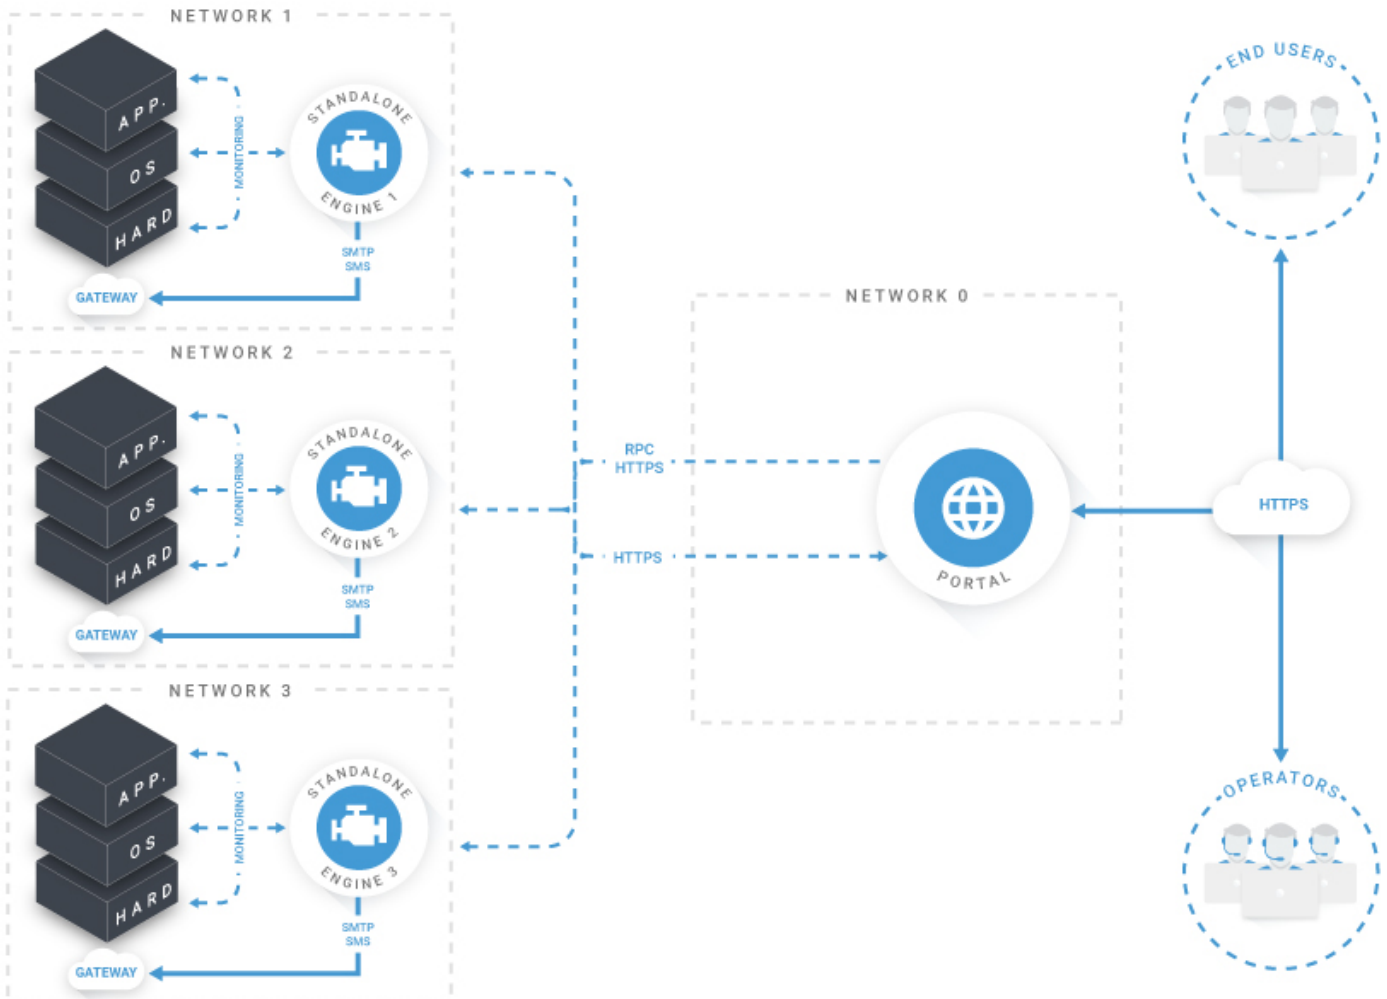 NETWORK 1
APP.
OS
HARD
MONITORING
STANDALONE
ENGINE 1
SMTP
SMS
GATEWAY
NETWORK 2
APP.
OS
HARD
MONITORING
STANDALONE
ENGINE 2
SMTP
SMS
GATEWAY
NETWORK 3
APP.
OS
HARD
MONITORING
STANDALONE
ENGINE 3
SMTP
SMS
GATEWAY
RPC
HTTPS
HTTPS
NETWORK 0
PORTAL
END USERS
HTTPS
OPERATORS